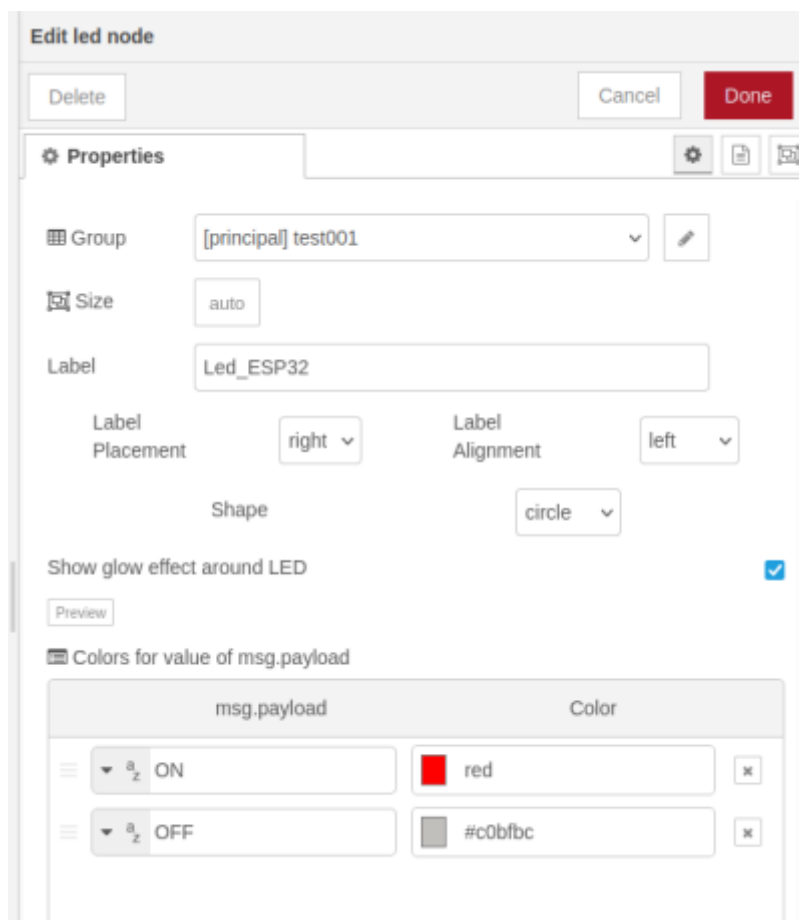 Edit led node
Delete
Cancel
Done
Properties
Group
[principal] test001
Size
auto
Label
Led_ESP32
Label
Placement
right
Label
Alignment
left
Shape
circle
Show glow effect around LED
Preview
Colors for value of msg.payload
msg.payload
Color
az ON
red
az OFF
#c0bfbc